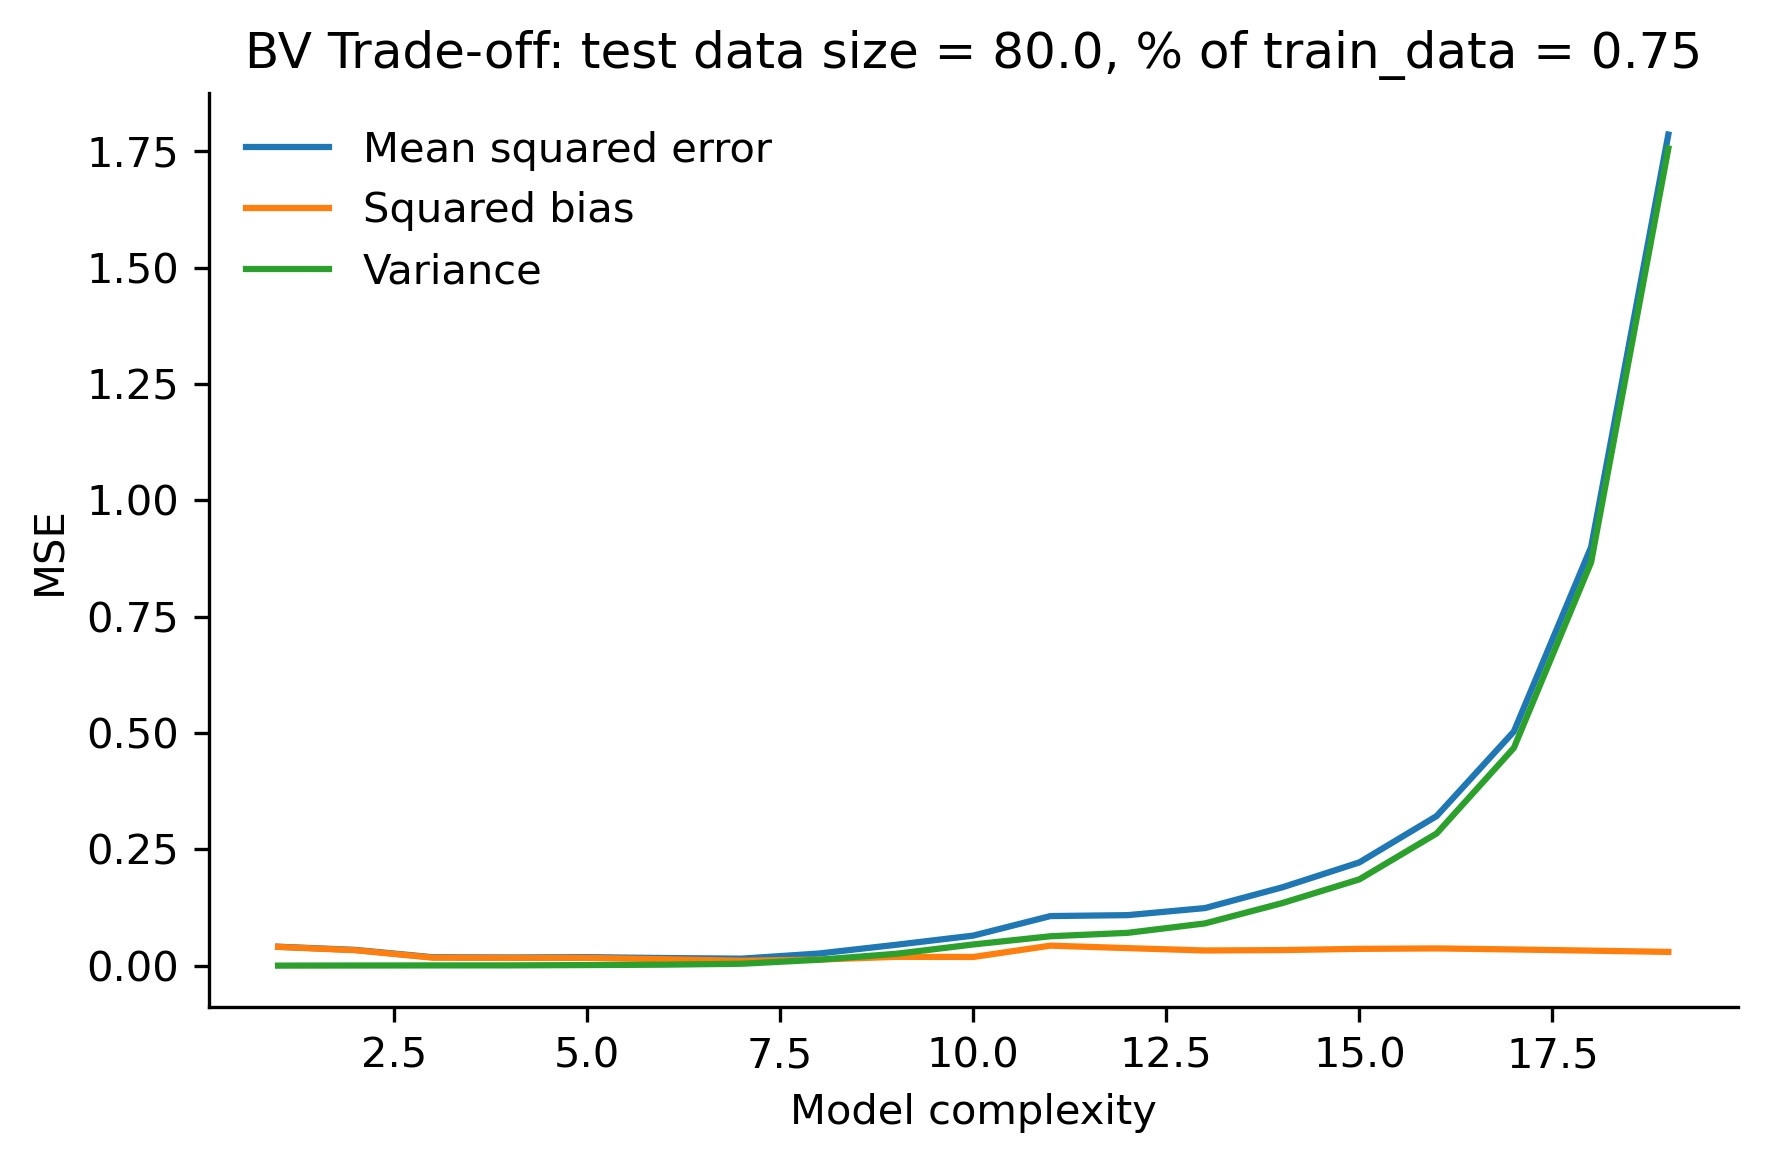 BV Trade-off: test data size = 80.0, % of train_data = 0.75
Mean squared error
Squared bias
Variance
1.75
1.50
1.25
1.00
0.75
0.50
0.25
0.00
MSE
2.5 5.0 7.5 10.0 12.5 15.0 17.5
Model complexity